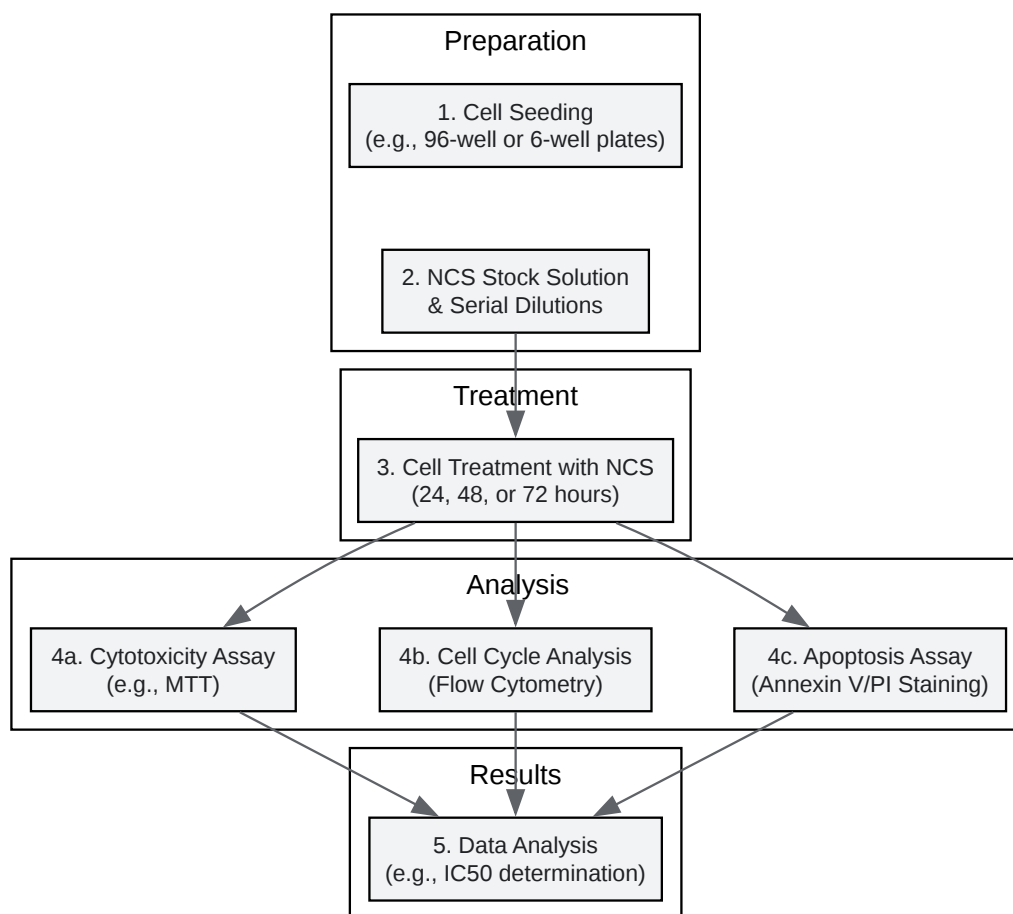 Preparation
1. Cell Seeding
(e.g., 96-well or 6-well plates)
2. NCS Stock Solution
& Serial Dilutions
Treatment
3. Cell Treatment with NCS
(24, 48, or 72 hours)
Analysis
4a. Cytotoxicity Assay
(e.g., MTT)
4b. Cell Cycle Analysis
(Flow Cytometry)
4c. Apoptosis Assay
(Annexin V/PI Staining)
Results
5. Data Analysis
(e.g., IC50 determination)